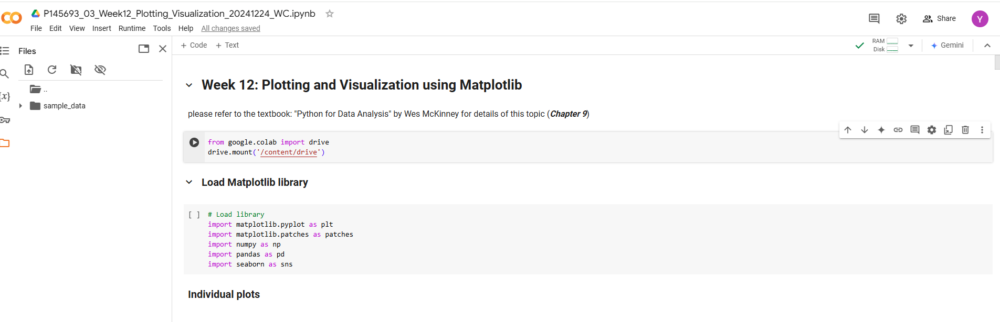 P145693_03_Week12_Plotting_Visualization_20241224_WC.ipynb
File Edit View Insert Runtime Tools Help All changes saved
Share
Y
Files
+ Code + Text
RAM
Disk
Gemini
..
sample_data
{x}
Week 12: Plotting and Visualization using Matplotlib
please refer to the textbook: "Python for Data Analysis" by Wes McKinney for details of this topic (Chapter 9)
from google.colab import drive
drive.mount('/content/drive')
Load Matplotlib library
[ ] # Load library
import matplotlib.pyplot as plt
import matplotlib.patches as patches
import numpy as np
import pandas as pd
import seaborn as sns
Individual plots